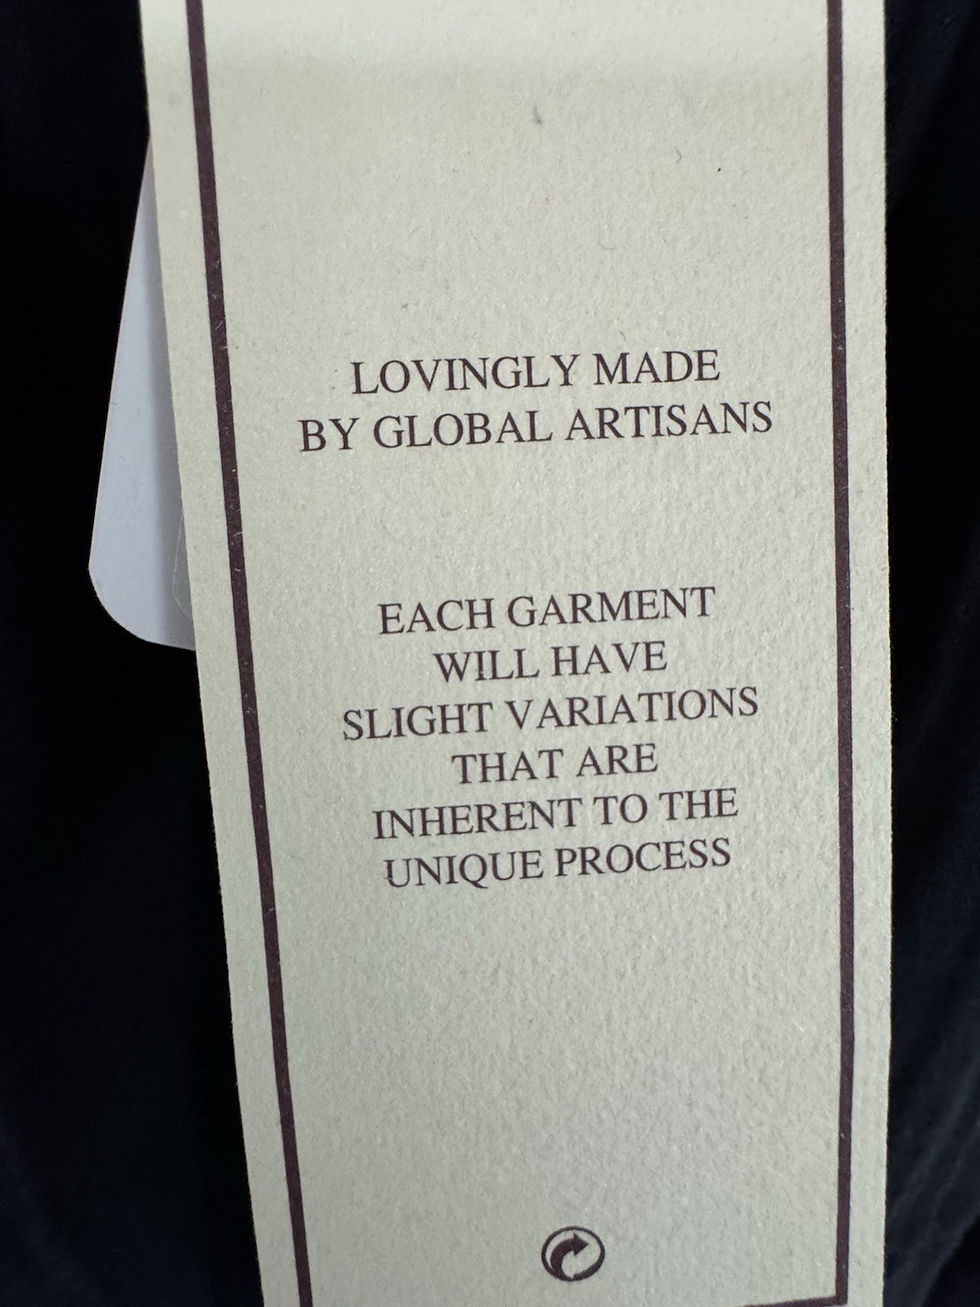 LOVINGLY MADE
BY GLOBAL ARTISANS
EACH GARMENT
WILL HAVE
SLIGHT VARIATIONS
THAT ARE
INHERENT TO THE
UNIQUE PROCESS